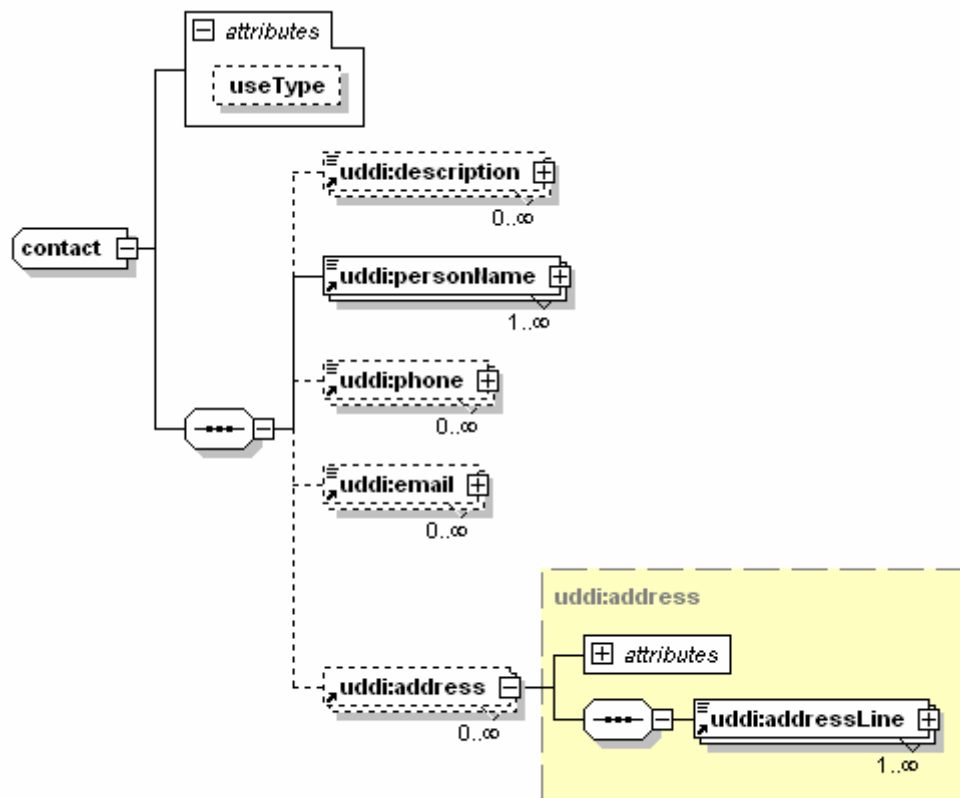 attributes
useType
uddi:description
0..∞
contact
uddi:personName
1..∞
uddi:phone
0..∞
uddi:email
0..∞
uddi:address
attributes
uddi:address
0..∞
uddi:addressLine
1..∞